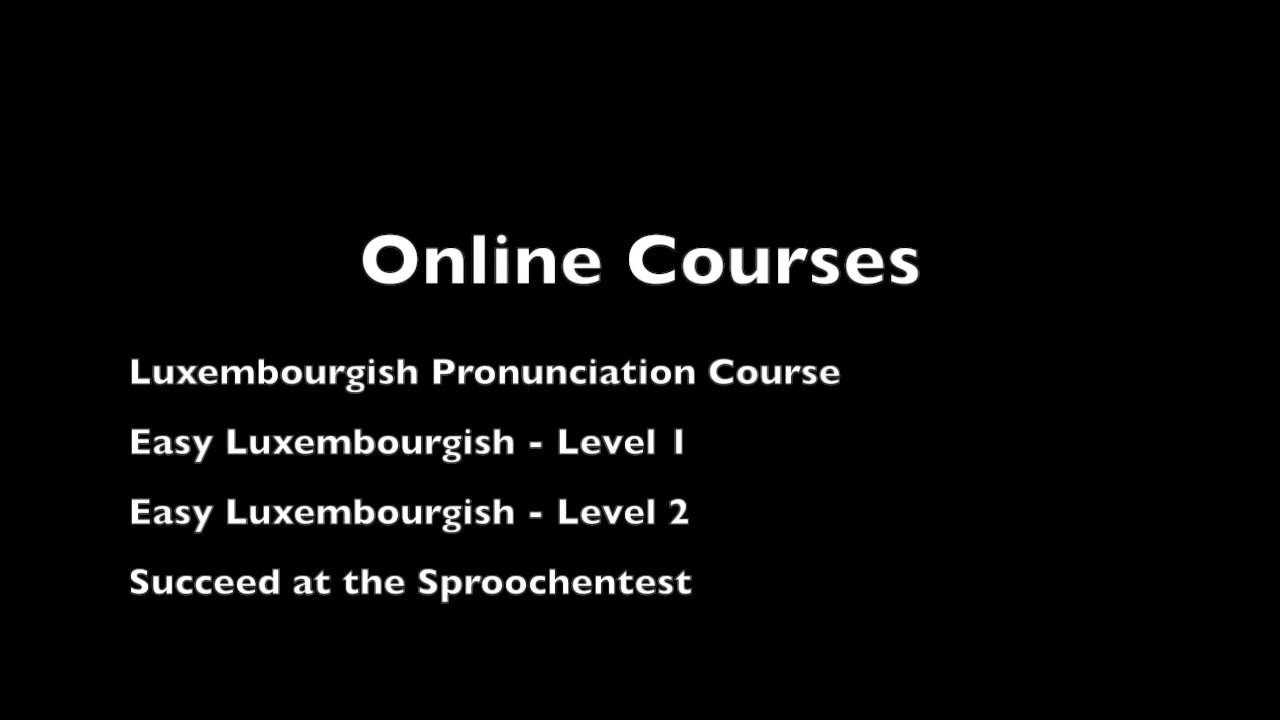 Online Courses
Luxembourgish Pronunciation Course
Easy Luxembourgish - Level 1
Easy Luxembourgish - Level 2
Succeed at the Sproochentest